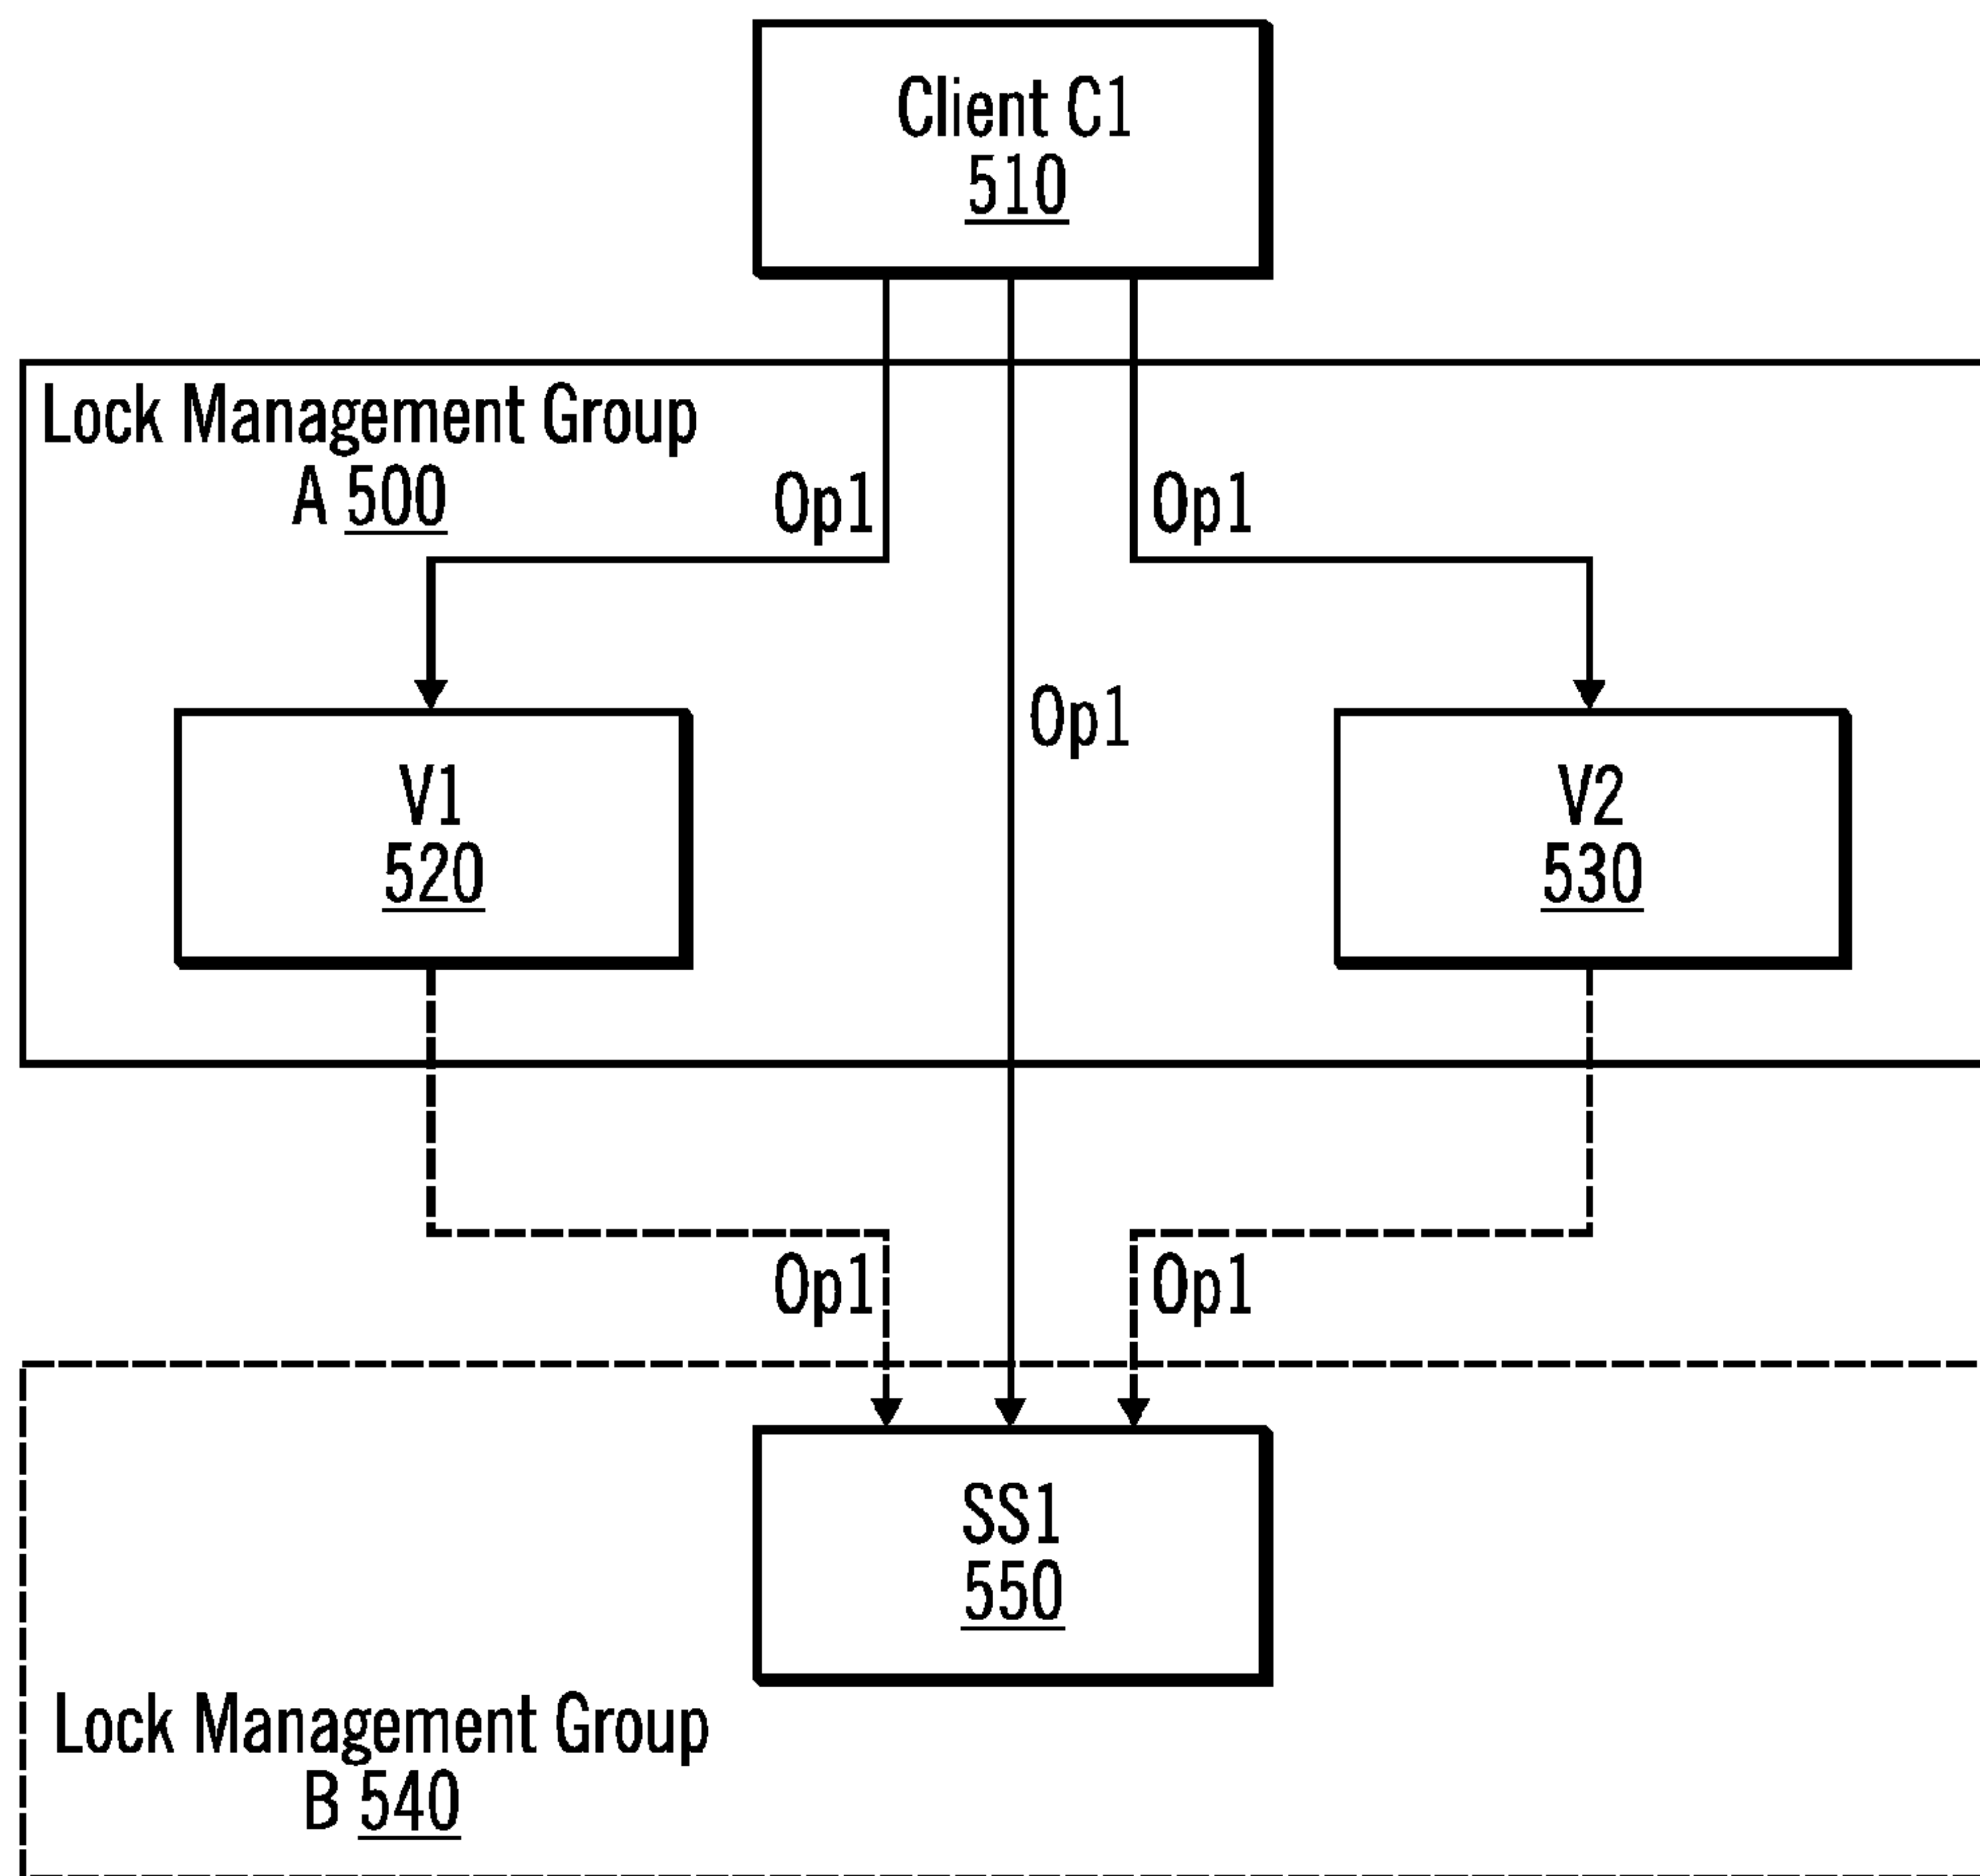 Client C1
510
Lock Management Group
A 500
Op1
Op1
Op1
V1
520
V2
530
Op1
Op1
SS1
550
Lock Management Group
B 540